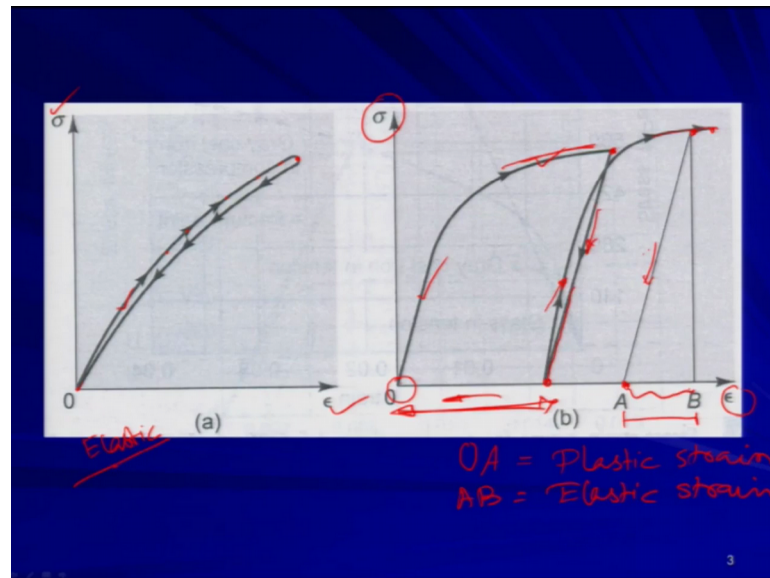 σ
σ
0
ϵ
0
A
B
ϵ
(a)
(b)
Elastic
OA = Plastic strain
AB = Elastic strain
3